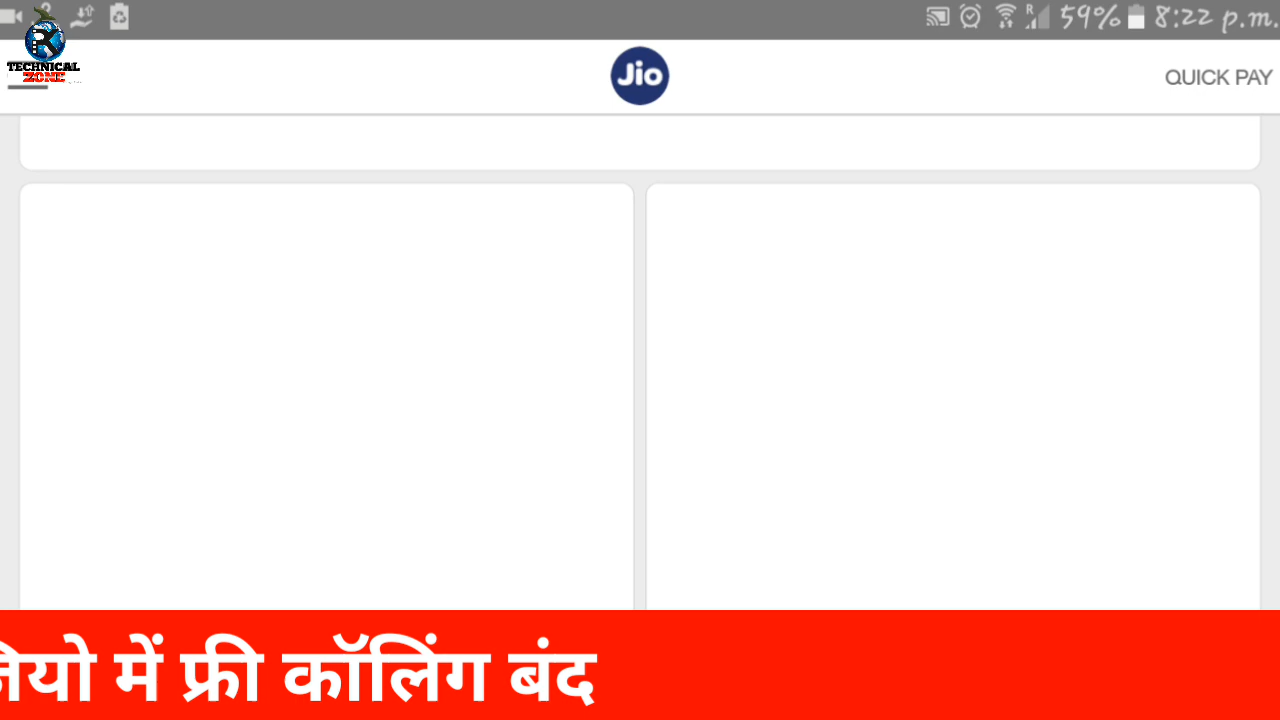 59% 8:22 p.m.
TECHNICAL
ZONE
Jio
QUICK PAY
जियो में फ्री कॉलिंग बंद